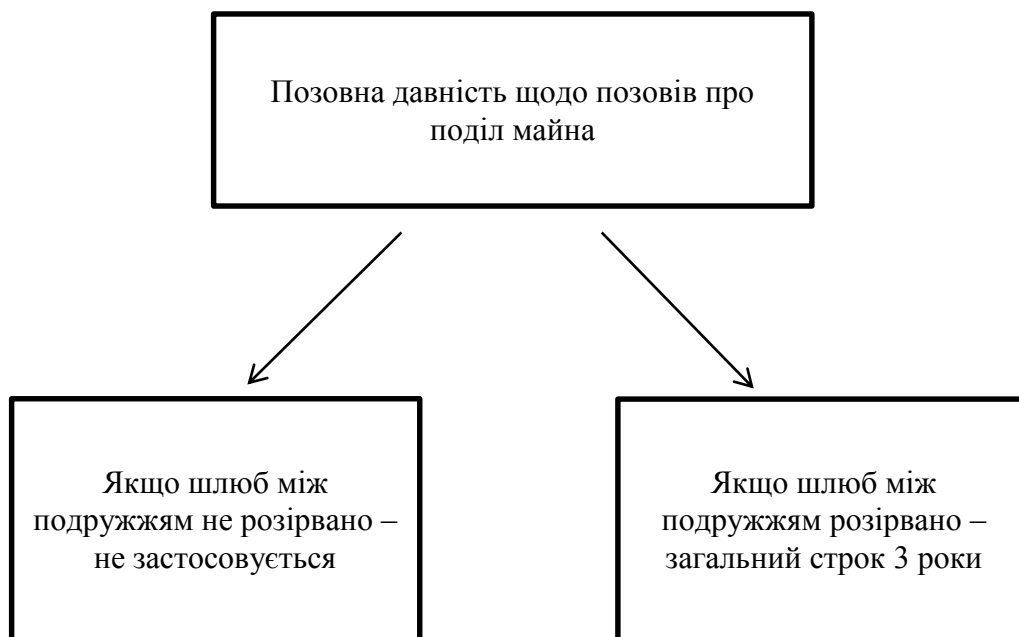 Позовна давність щодо позовів про
поділ майна
Якщо шлюб між
подружжям не розірвано –
не застосовується
Якщо шлюб між
подружжям розірвано –
загальний строк 3 роки